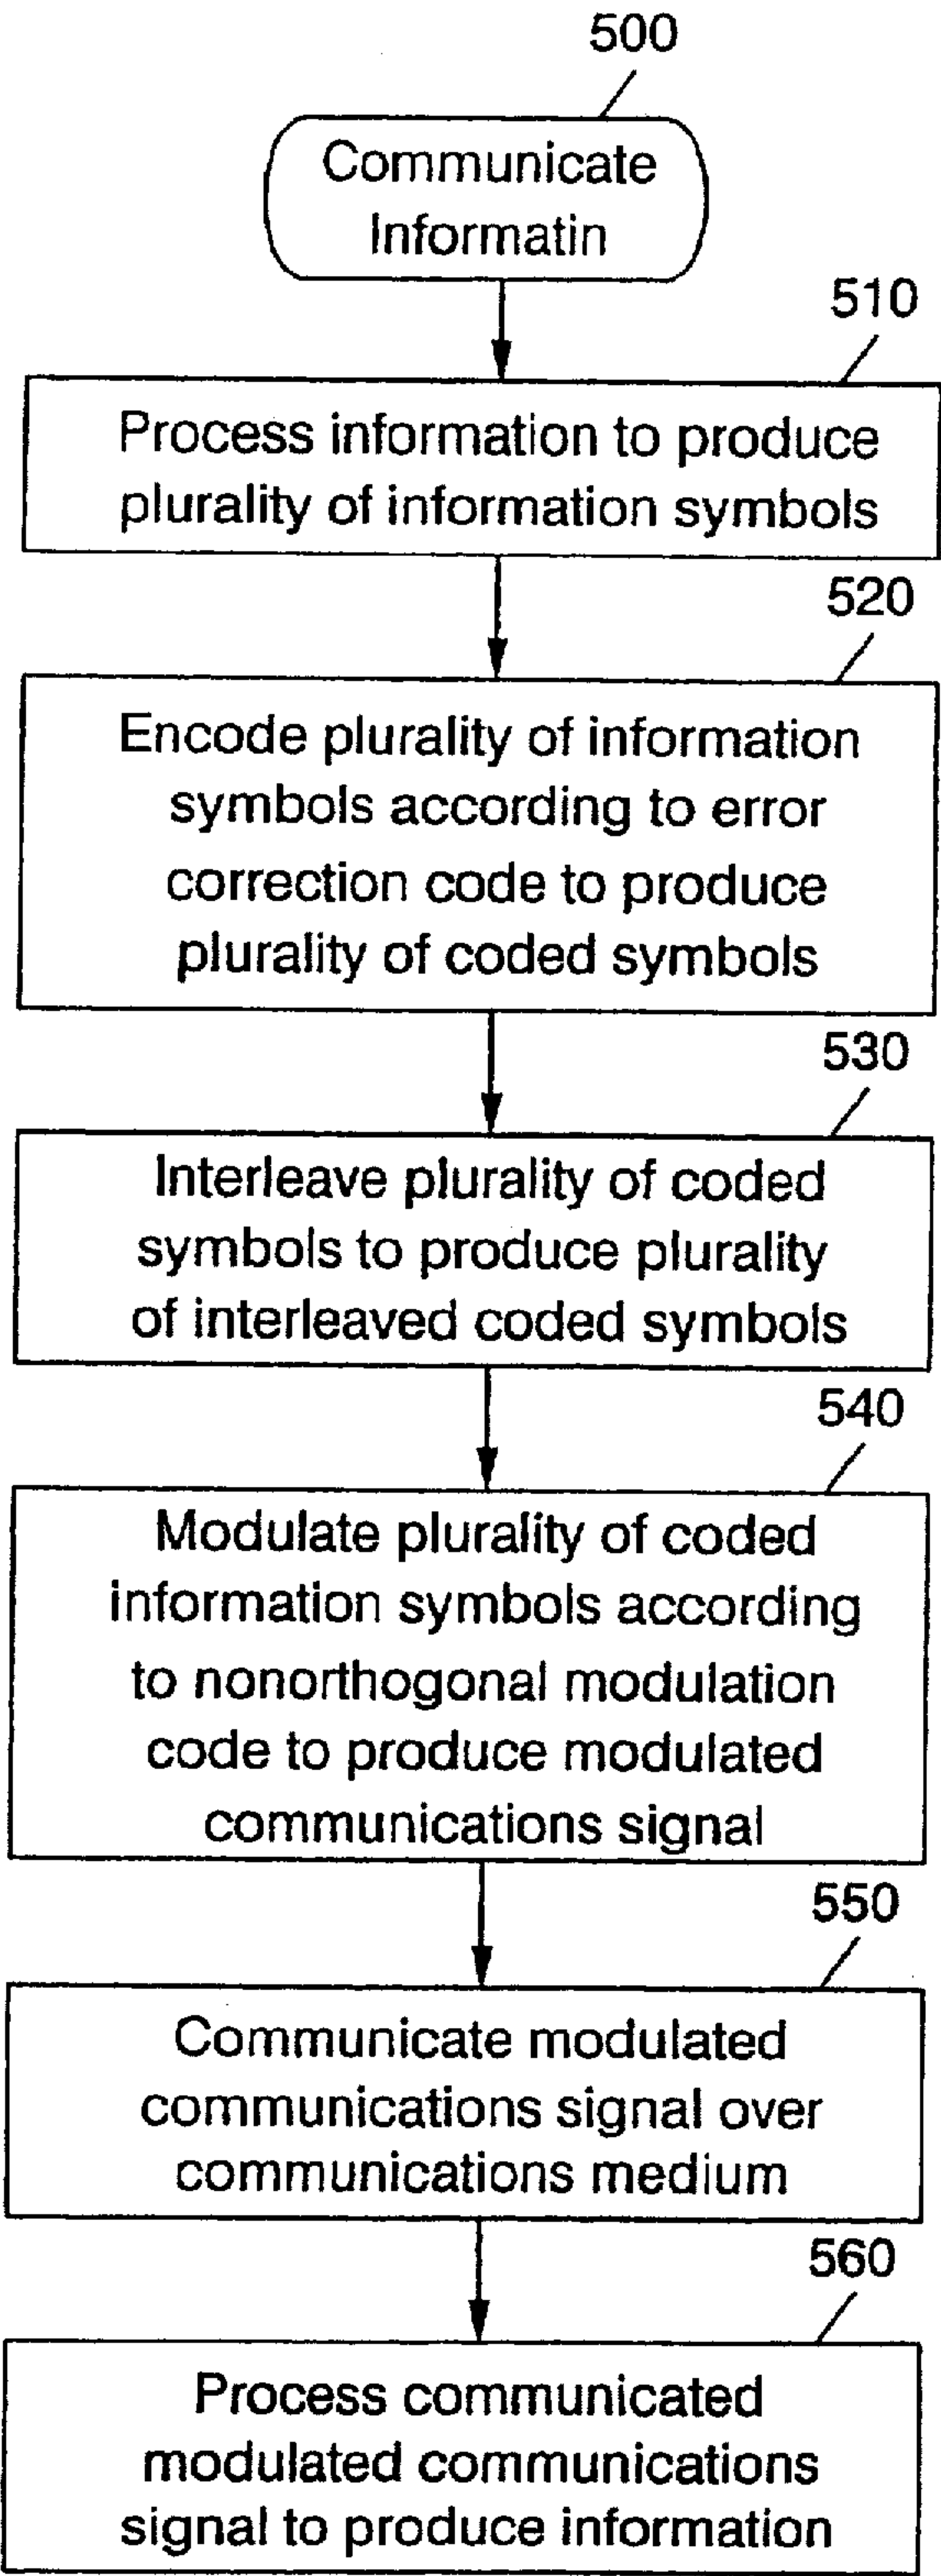 500
Communicate
Informatin
510
Process information to produce
plurality of information symbols
520
Encode plurality of information
symbols according to error
correction code to produce
plurality of coded symbols
530
Interleave plurality of coded
symbols to produce plurality
of interleaved coded symbols
540
Modulate plurality of coded
information symbols according
to nonorthogonal modulation
code to produce modulated
communications signal
550
Communicate modulated
communications signal over
communications medium
560
Process communicated
modulated communications
signal to produce information